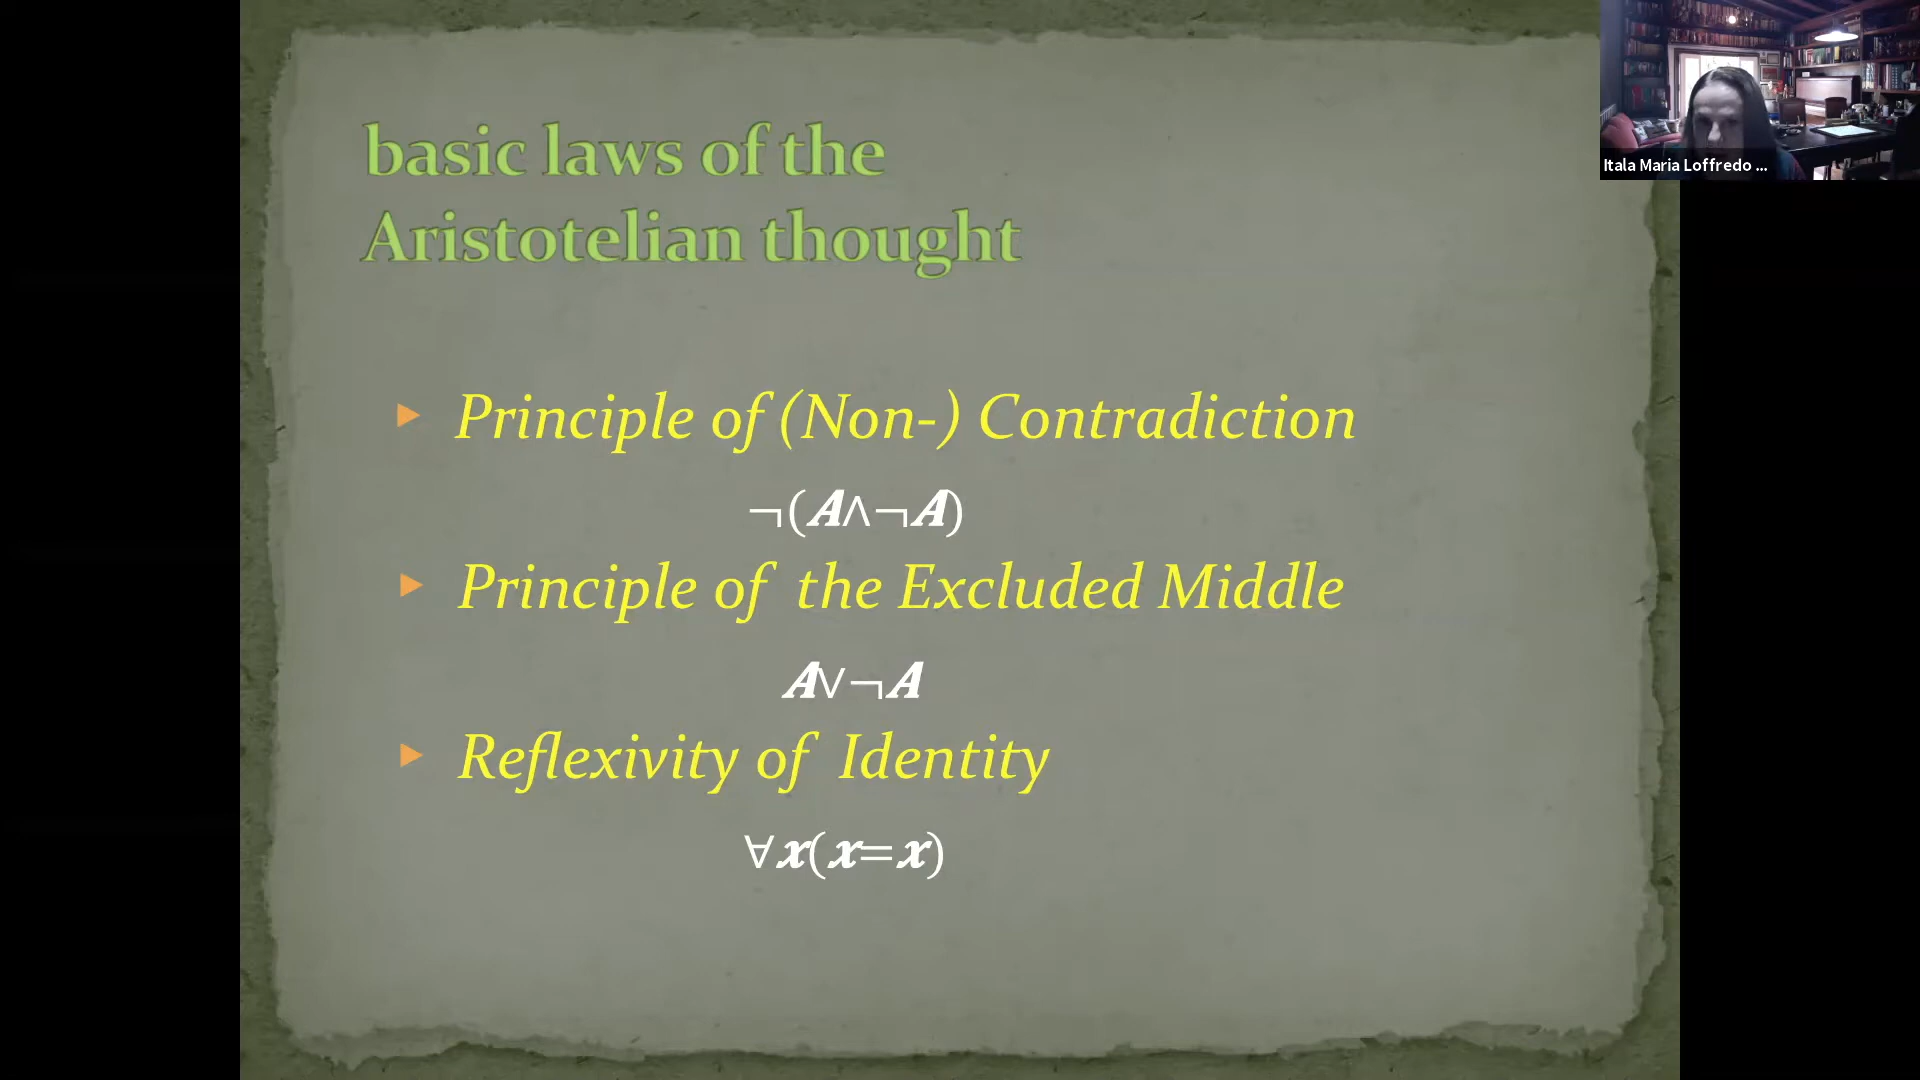 basic laws of the
Aristotelian thought
Principle of (Non-) Contradiction
¬(A∧¬A)
Principle of the Excluded Middle
A∨¬A
Reflexivity of Identity
∀x(x=x)
Itala Maria Loffredo ...